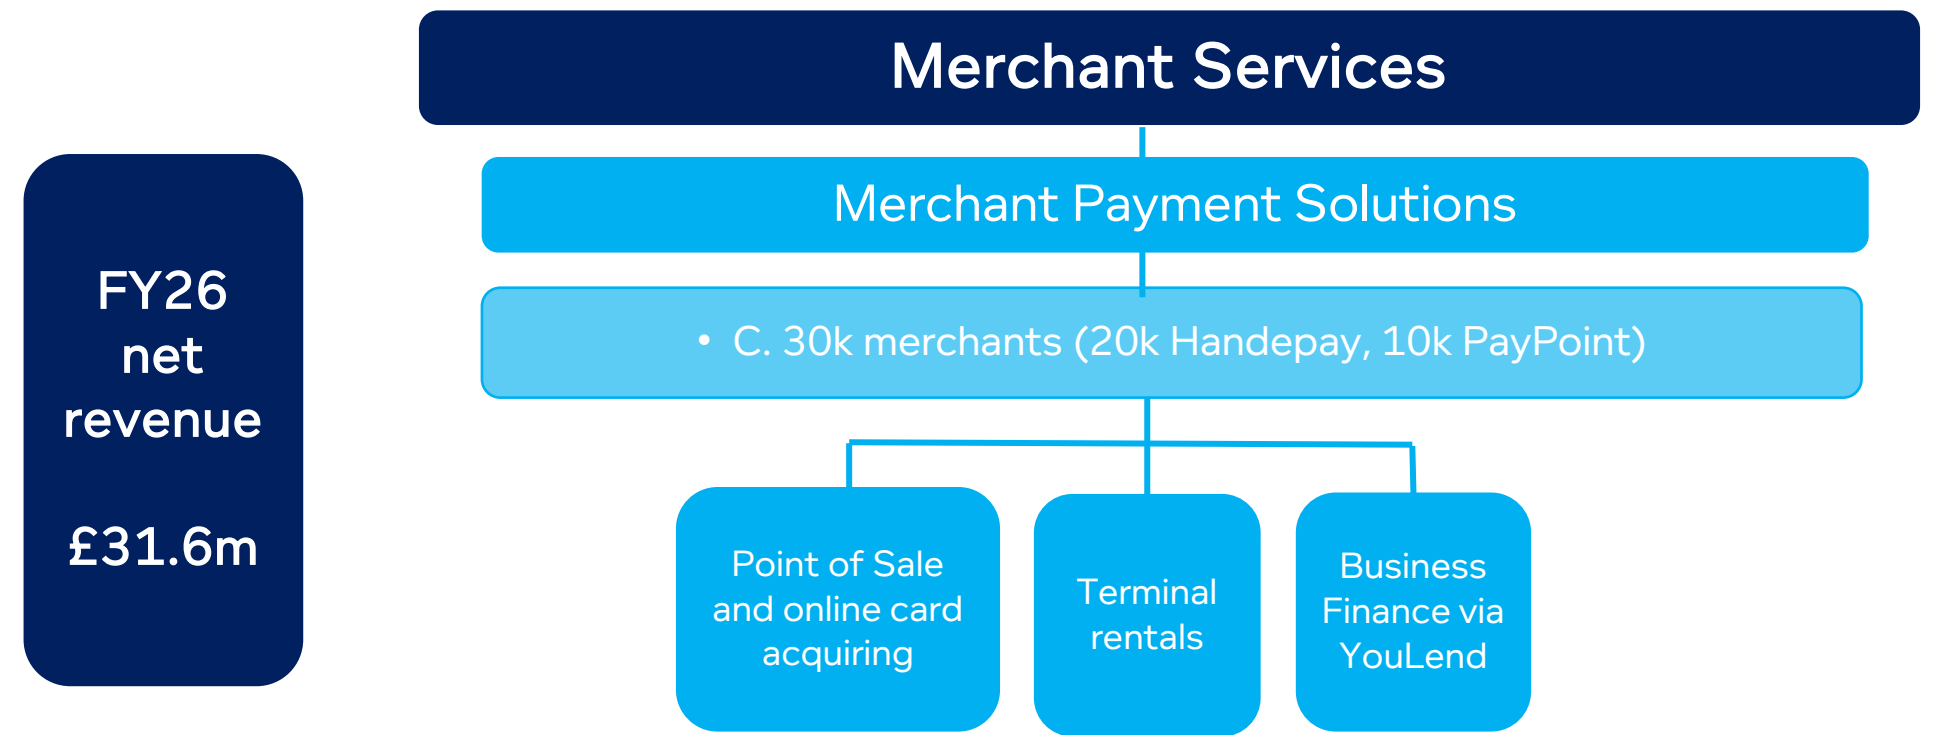 Merchant Services
Merchant Payment Solutions
• C. 30k merchants (20k Handepay, 10k PayPoint)
FY26
net
revenue
£31.6m
Point of Sale
and online card
acquiring
Terminal
rentals
Business
Finance via
YouLend